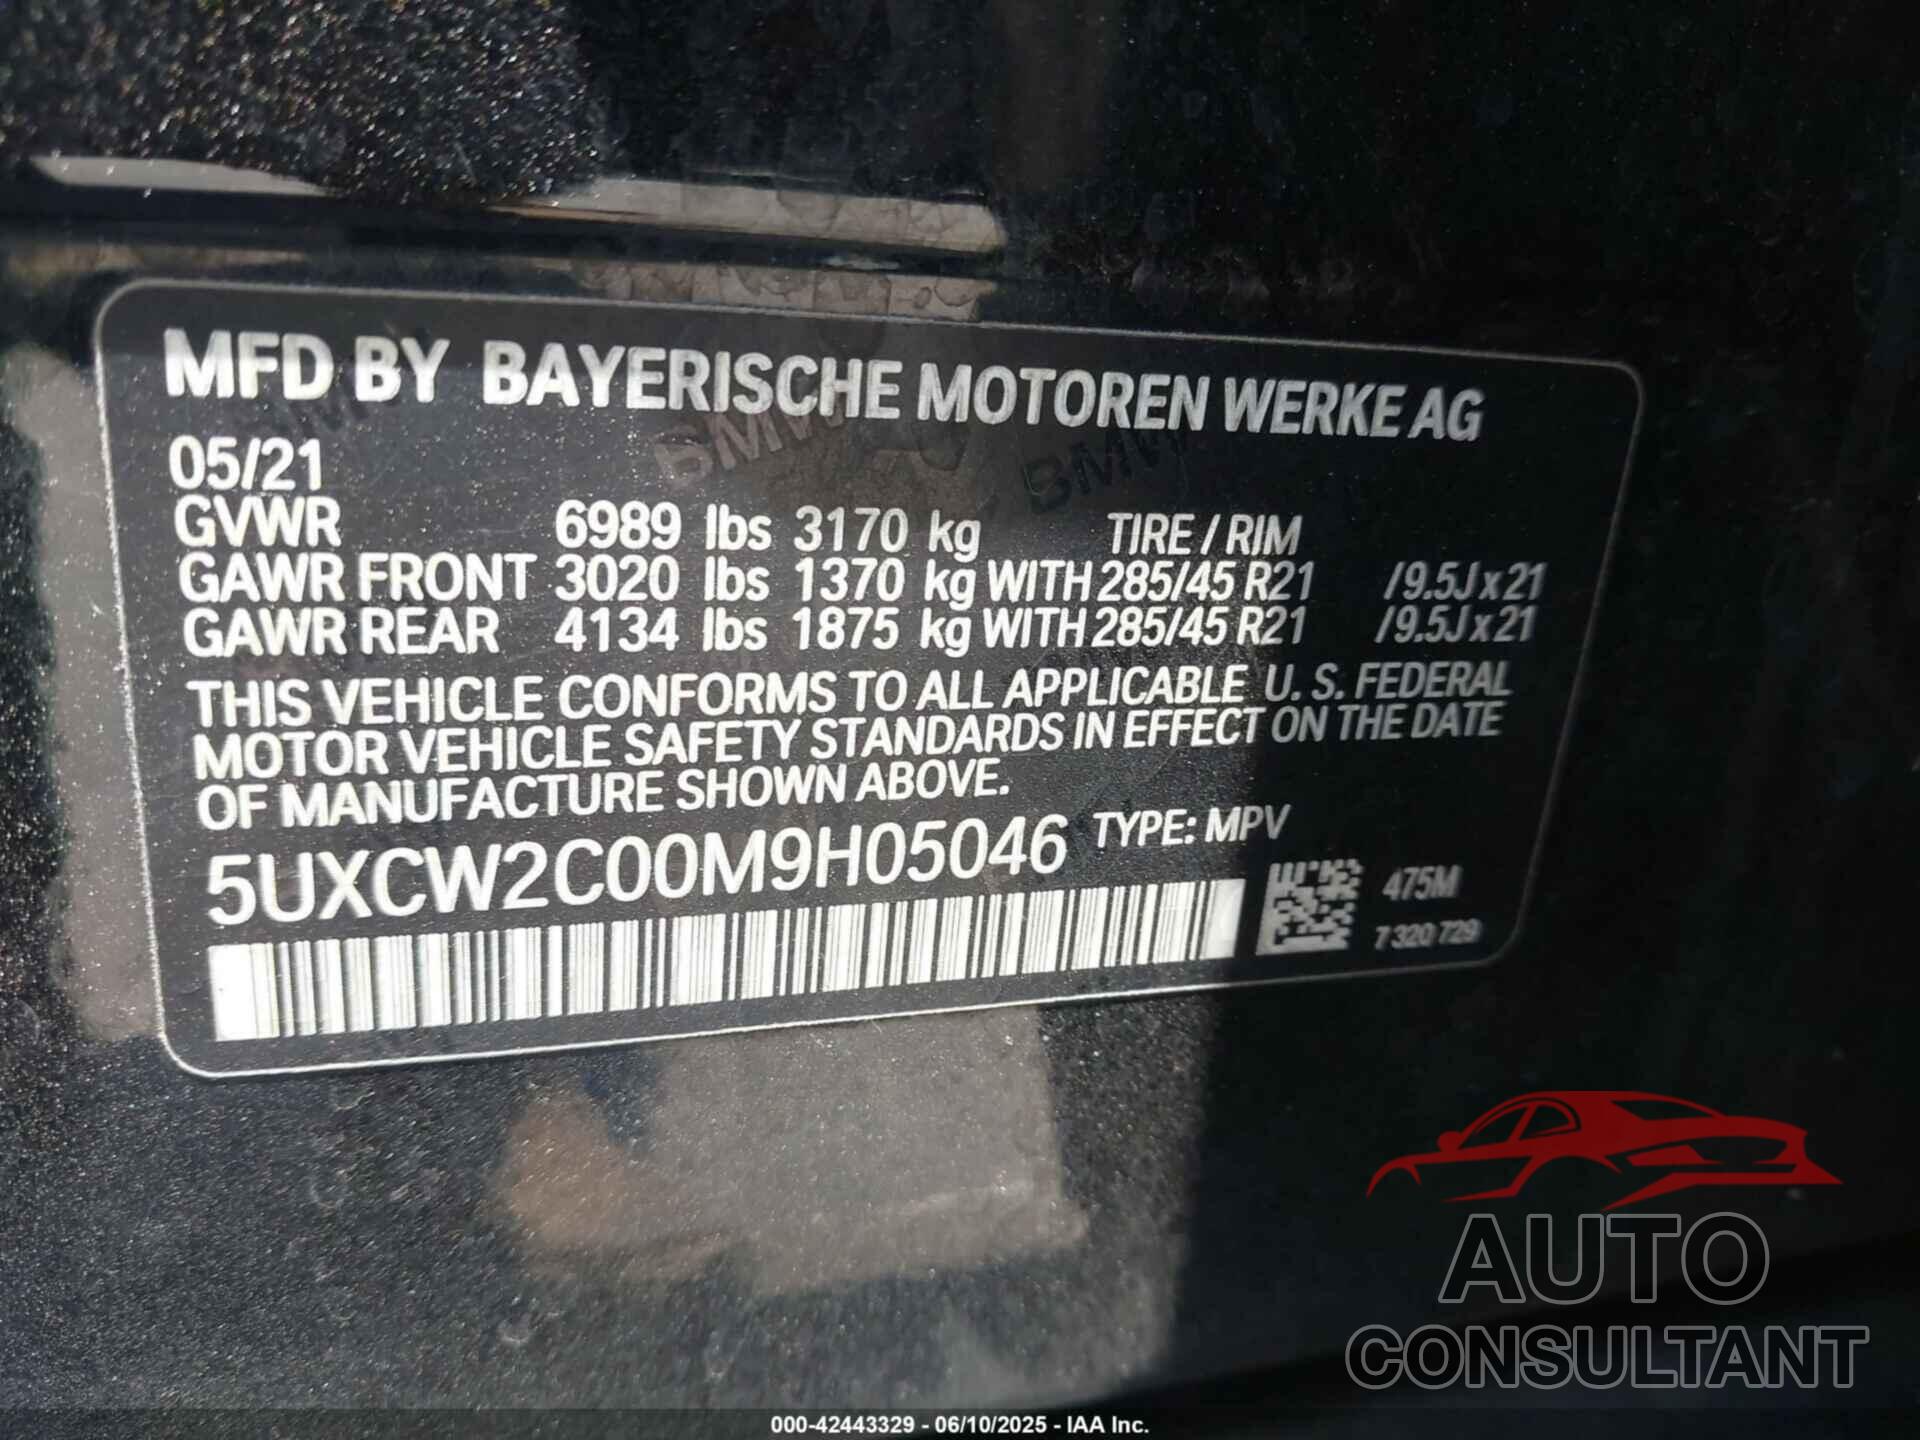 MFD BY BAYERISCHE MOTOREN WERKE AG
05/21
GVWR 6989 lbs 3170 kg TIRE / RIM
GAWR FRONT 3020 lbs 1370 kg WITH 285/45 R21 /9.5J x 21
GAWR REAR 4134 lbs 1875 kg WITH 285/45 R21 /9.5J x 21
THIS VEHICLE CONFORMS TO ALL APPLICABLE U. S. FEDERAL
MOTOR VEHICLE SAFETY STANDARDS IN EFFECT ON THE DATE
OF MANUFACTURE SHOWN ABOVE.
5UXCW2C00M9H05046 TYPE: MPV
475M
7 320 729
AUTO
CONSULTANT
000-42443329 - 06/10/2025 - IAA Inc.